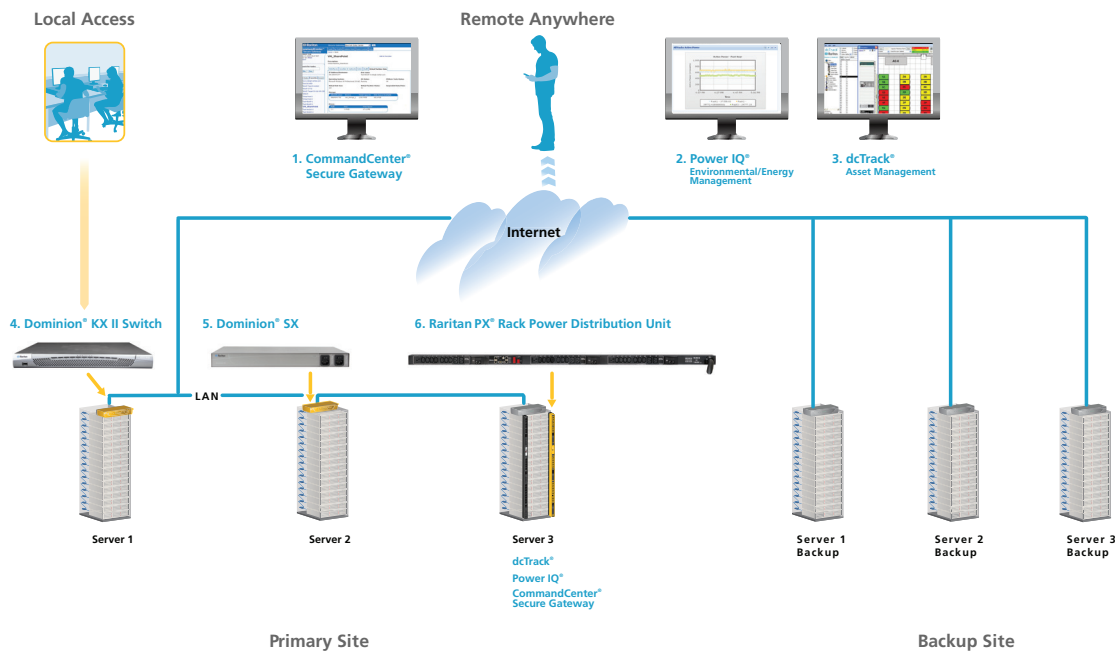 Local Access
Remote Anywhere
1. CommandCenter®
Secure Gateway
2. Power IQ®
Environmental/Energy
Management
3. dcTrack®
Asset Management
Internet
4. Dominion® KX II Switch
5. Dominion® SX
6. Raritan PX® Rack Power Distribution Unit
LAN
Server 1
Server 2
Server 3
Server 1
Backup
Server 2
Backup
Server 3
Backup
dcTrack®
Power IQ®
CommandCenter®
Secure Gateway
Primary Site
Backup Site